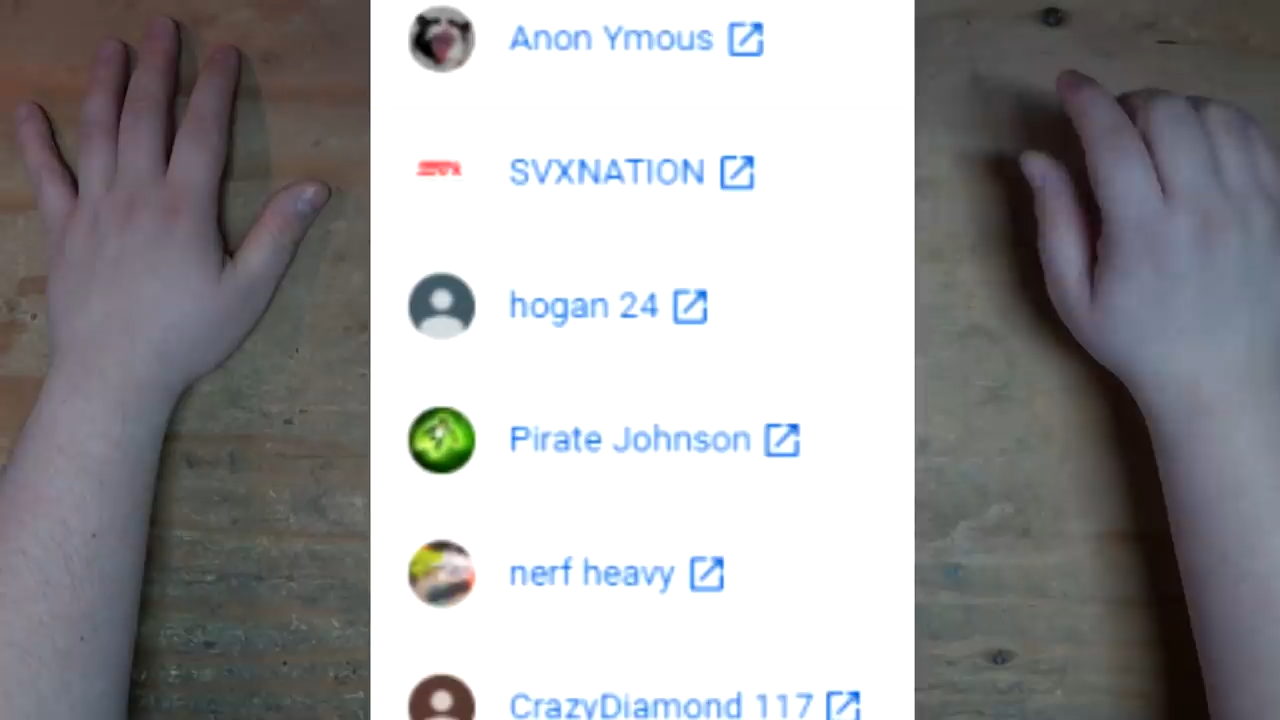 Anon Ymous
SVXNATION
hogan 24
Pirate Johnson
nerf heavy
CrazyDiamond 117